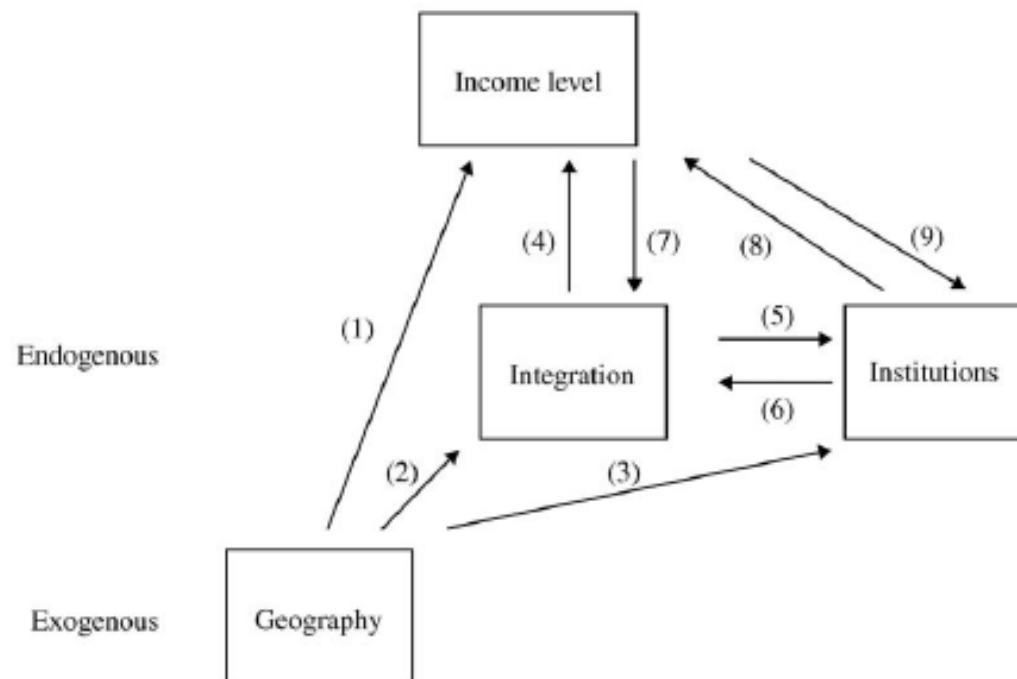 Income level
(4)
(7)
(8)
(9)
(1)
(5)
Endogenous
Integration
Institutions
(6)
(2)
(3)
Exogenous
Geography